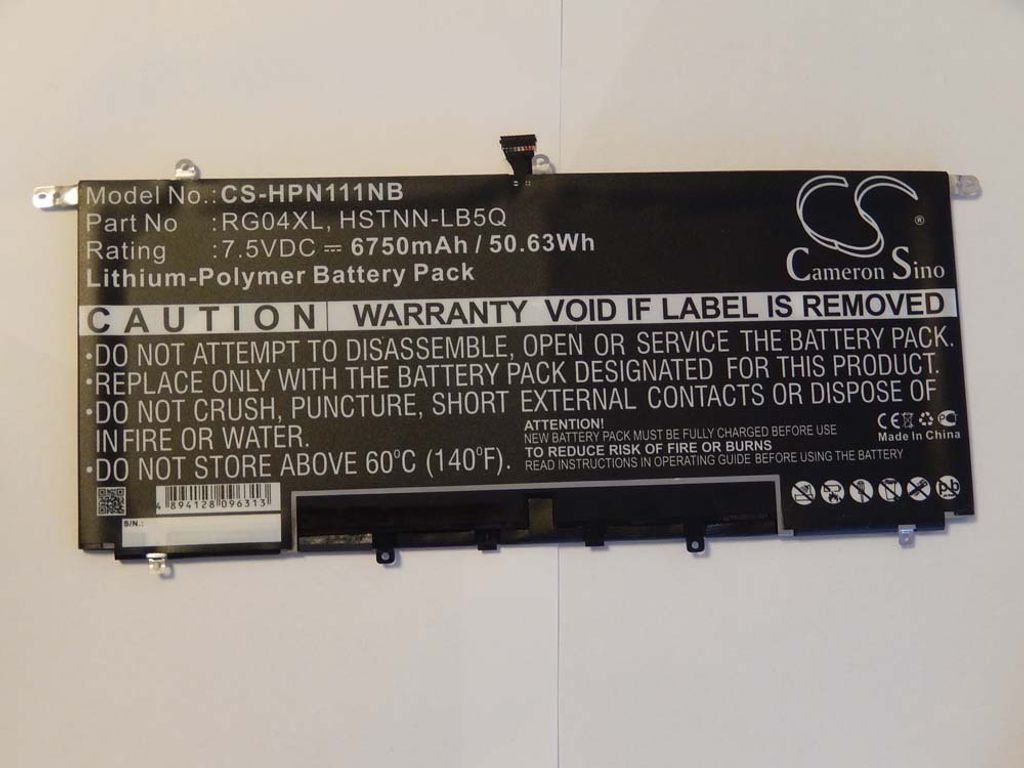 Model No.: CS-HPN111NB
Part No : RG04XL, HSTNN-LB5Q
Rating : 7.5VDC ⎓ 6750mAh / 50.63Wh
Lithium-Polymer Battery Pack
CS ®
Cameron Sino
CAUTION WARRANTY VOID IF LABEL IS REMOVED
•DO NOT ATTEMPT TO DISASSEMBLE, OPEN OR SERVICE THE BATTERY PACK.
•REPLACE ONLY WITH THE BATTERY PACK DESIGNATED FOR THIS PRODUCT.
•DO NOT CRUSH, PUNCTURE, SHORT EXTERNAL CONTACTS OR DISPOSE OF
IN FIRE OR WATER.
•DO NOT STORE ABOVE 60°C (140°F).
ATTENTION!
NEW BATTERY PACK MUST BE FULLY CHARGED BEFORE USE
TO REDUCE RISK OF FIRE OR BURNS
READ INSTRUCTIONS IN OPERATING GUIDE BEFORE USING THE BATTERY
CE
Made In China
4 894128 096313
S/N.:
Pb